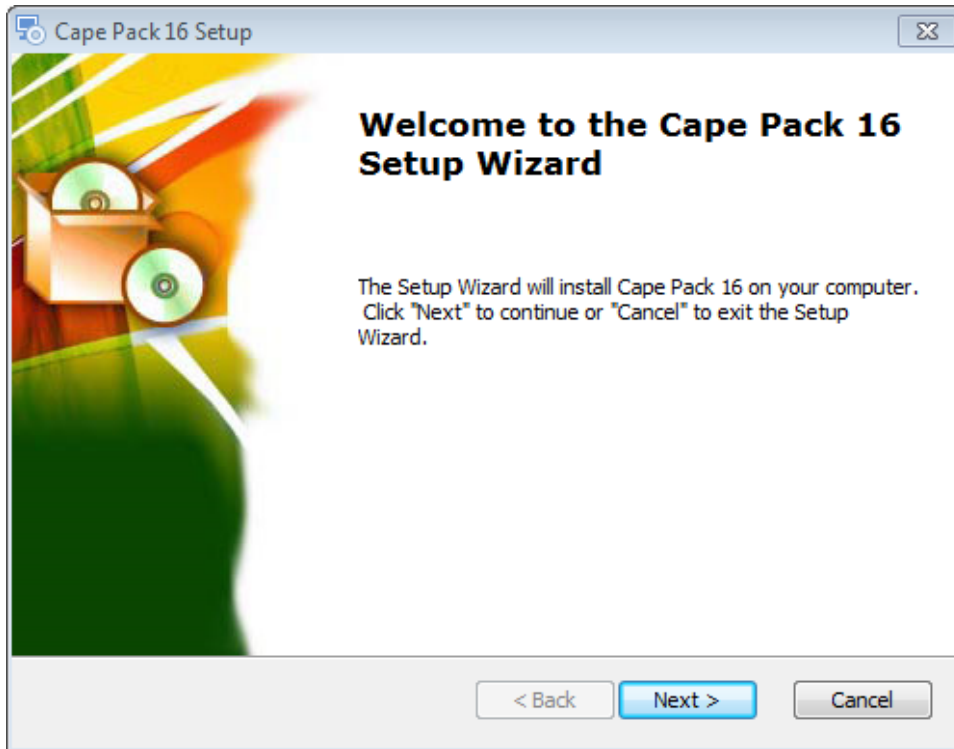 Cape Pack 16 Setup
Welcome to the Cape Pack 16
Setup Wizard
The Setup Wizard will install Cape Pack 16 on your computer.
Click "Next" to continue or "Cancel" to exit the Setup
Wizard.
< Back
Next >
Cancel